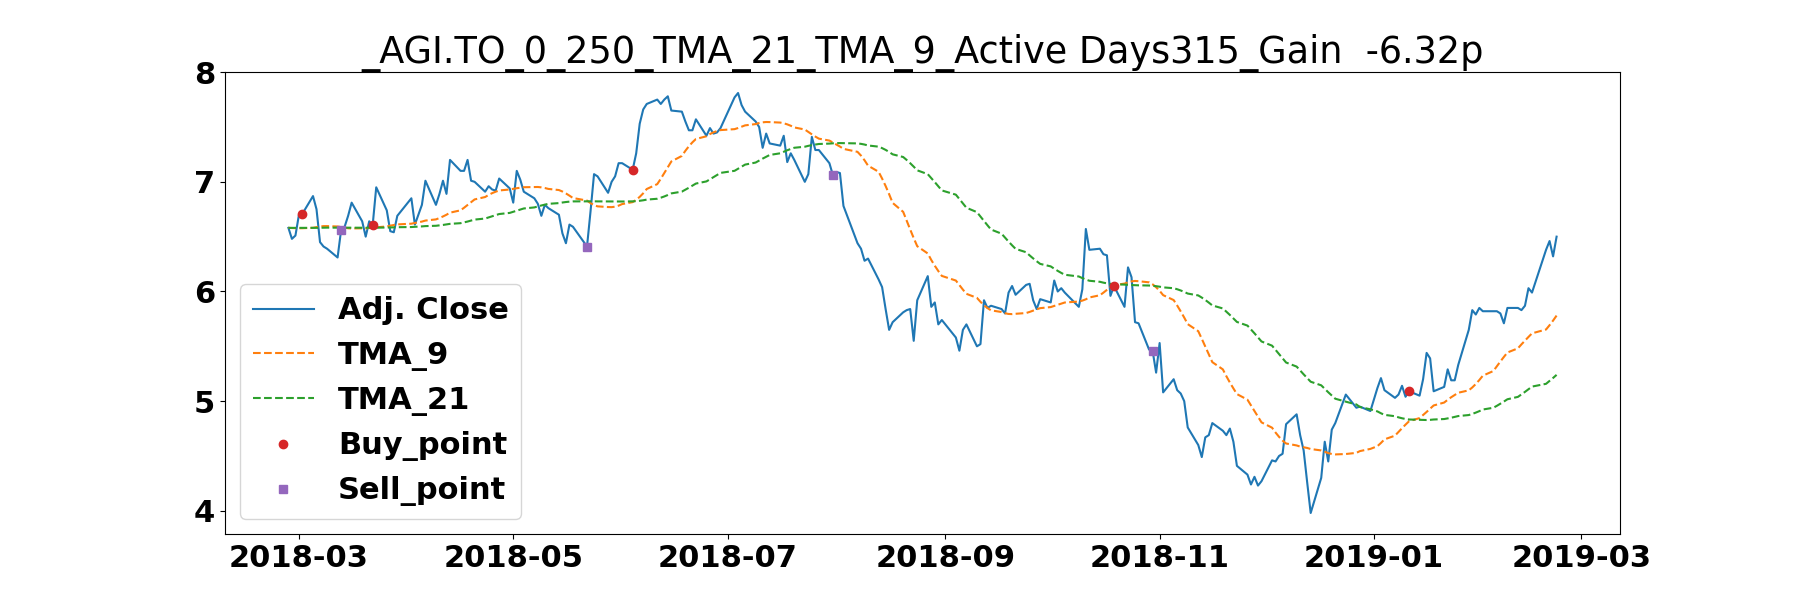 _AGI.TO_0_250_TMA_21_TMA_9_Active Days315_Gain  -6.32p
8
7
6
5
4
Adj. Close
TMA_9
TMA_21
Buy_point
Sell_point
2018-03 2018-05 2018-07 2018-09 2018-11 2019-01 2019-03